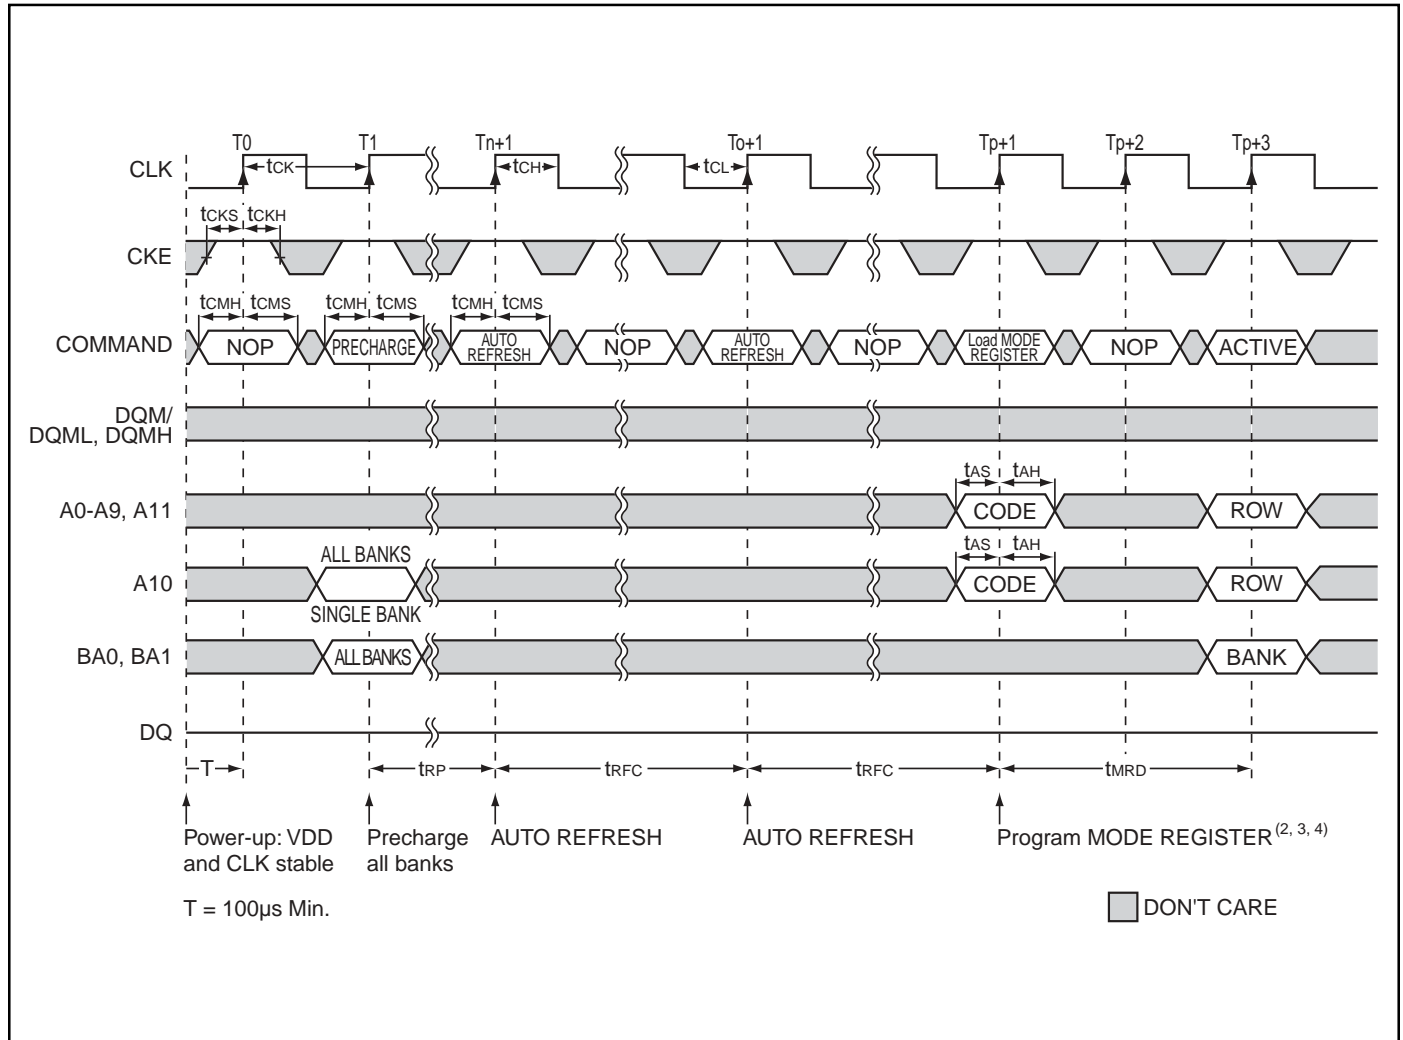 T0 T1 Tn+1 To+1 Tp+1 Tp+2 Tp+3
CLK tCK tCH tCL
tCKS tCKH
CKE
tCMH tCMS tCMH tCMS tCMH tCMS
COMMAND NOP PRECHARGE AUTO REFRESH NOP AUTO REFRESH NOP Load MODE REGISTER NOP ACTIVE
DQM/
DQML, DQMH
tAS tAH
A0-A9, A11 CODE ROW
ALL BANKS tAS tAH
A10 CODE ROW
SINGLE BANK
BA0, BA1 ALL BANKS BANK
DQ
T tRP tRFC tRFC tMRD
Power-up: VDD
and CLK stable
Precharge
all banks
AUTO REFRESH
AUTO REFRESH
Program MODE REGISTER(2, 3, 4)
T = 100µs Min.
DON'T CARE